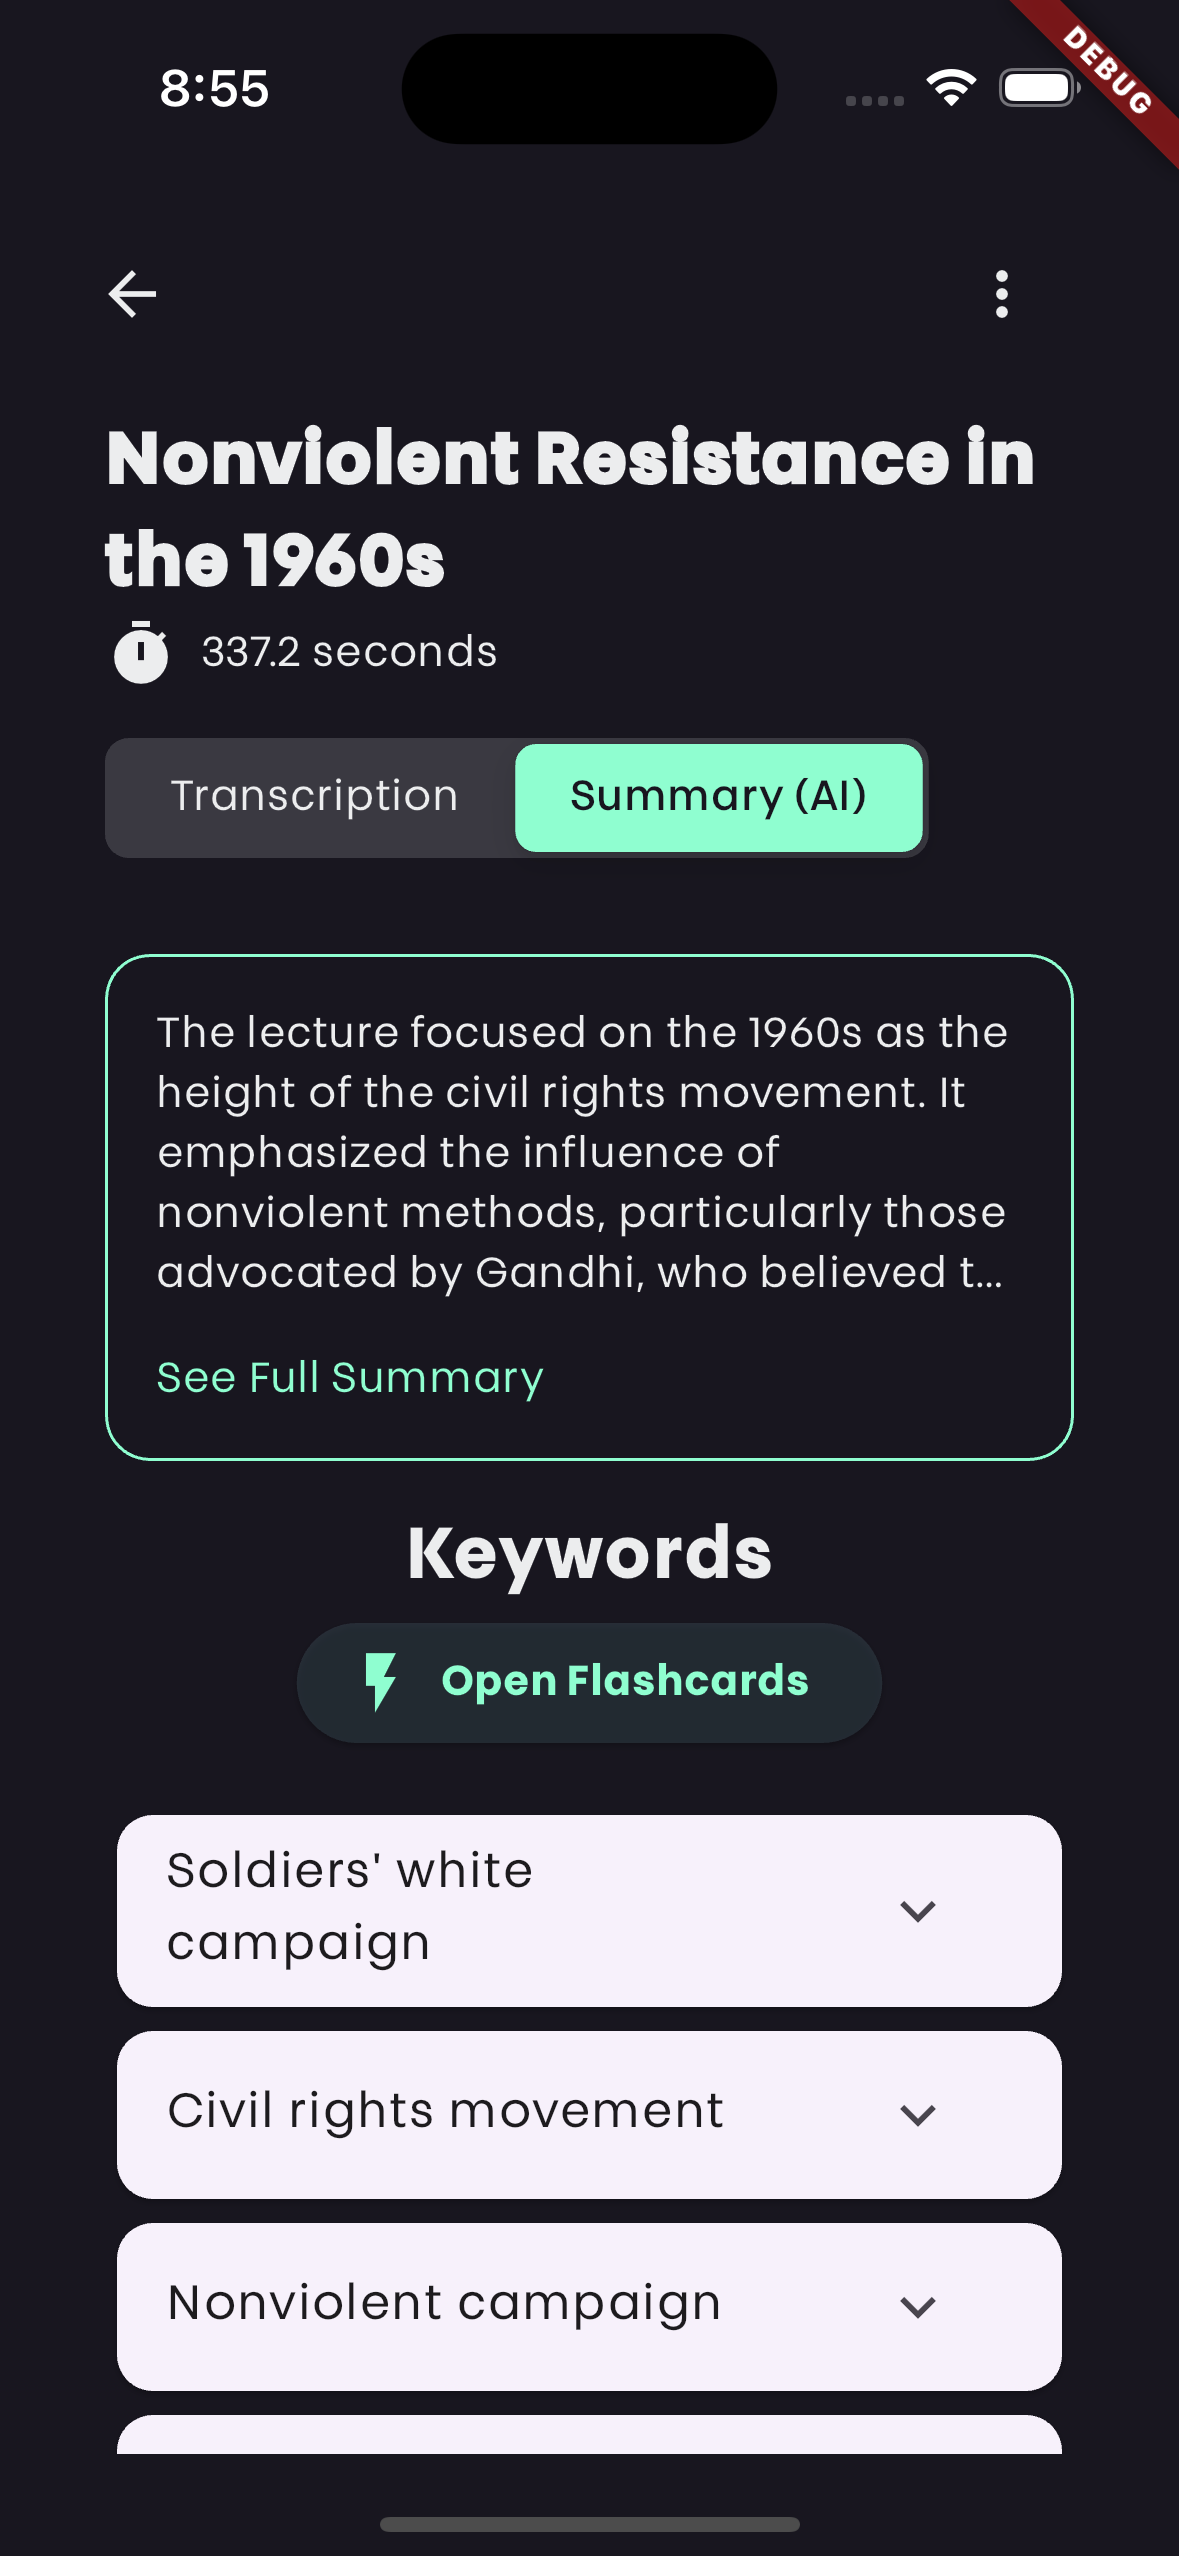 8:55
DEBUG
Nonviolent Resistance in
the 1960s
337.2 seconds
Transcription
Summary (AI)
The lecture focused on the 1960s as the
height of the civil rights movement. It
emphasized the influence of
nonviolent methods, particularly those
advocated by Gandhi, who believed t...
See Full Summary
Keywords
Open Flashcards
Soldiers' white
campaign
Civil rights movement
Nonviolent campaign